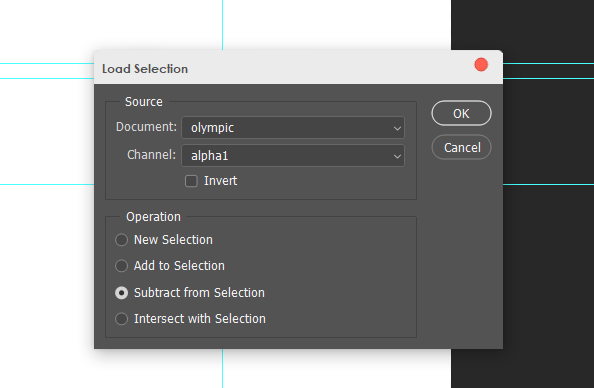 Load Selection
Source
Document: olympic
Channel: alpha1
Invert
OK
Cancel
Operation
New Selection
Add to Selection
Subtract from Selection
Intersect with Selection